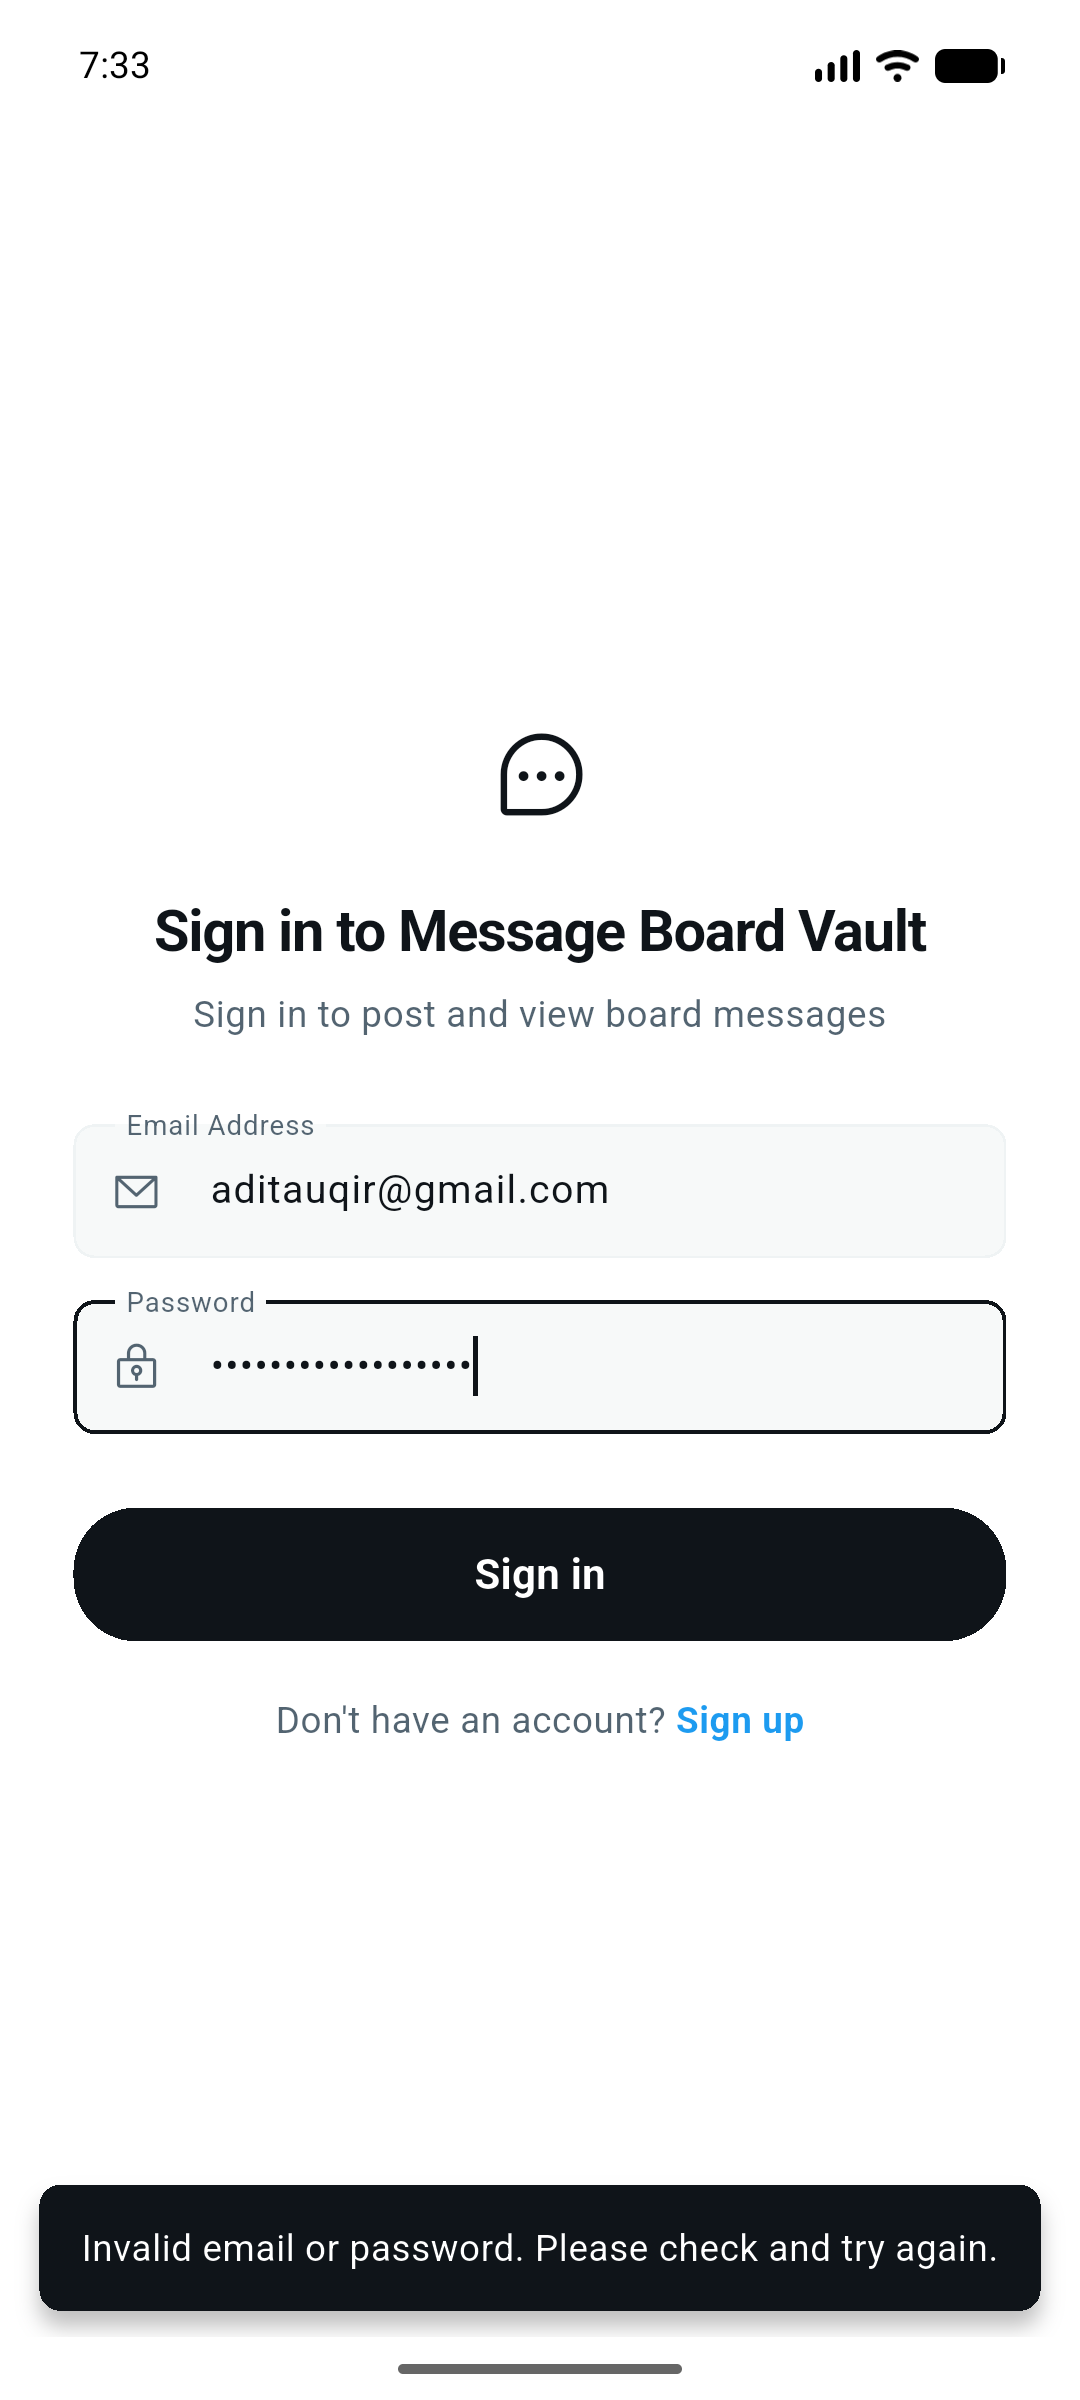 7:33
Sign in to Message Board Vault
Sign in to post and view board messages
Email Address
aditauqir@gmail.com
Password
••••••••••••••••••
Sign in
Don't have an account? Sign up
Invalid email or password. Please check and try again.